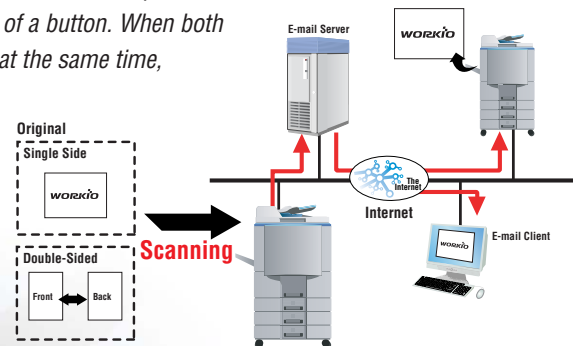 of a button. When both
at the same time,
E-mail Server
WORKiO
Original
Single Side
WORKiO
Double-Sided
Front
Back
Scanning
The
Internet
Internet
WORKiO
E-mail Client